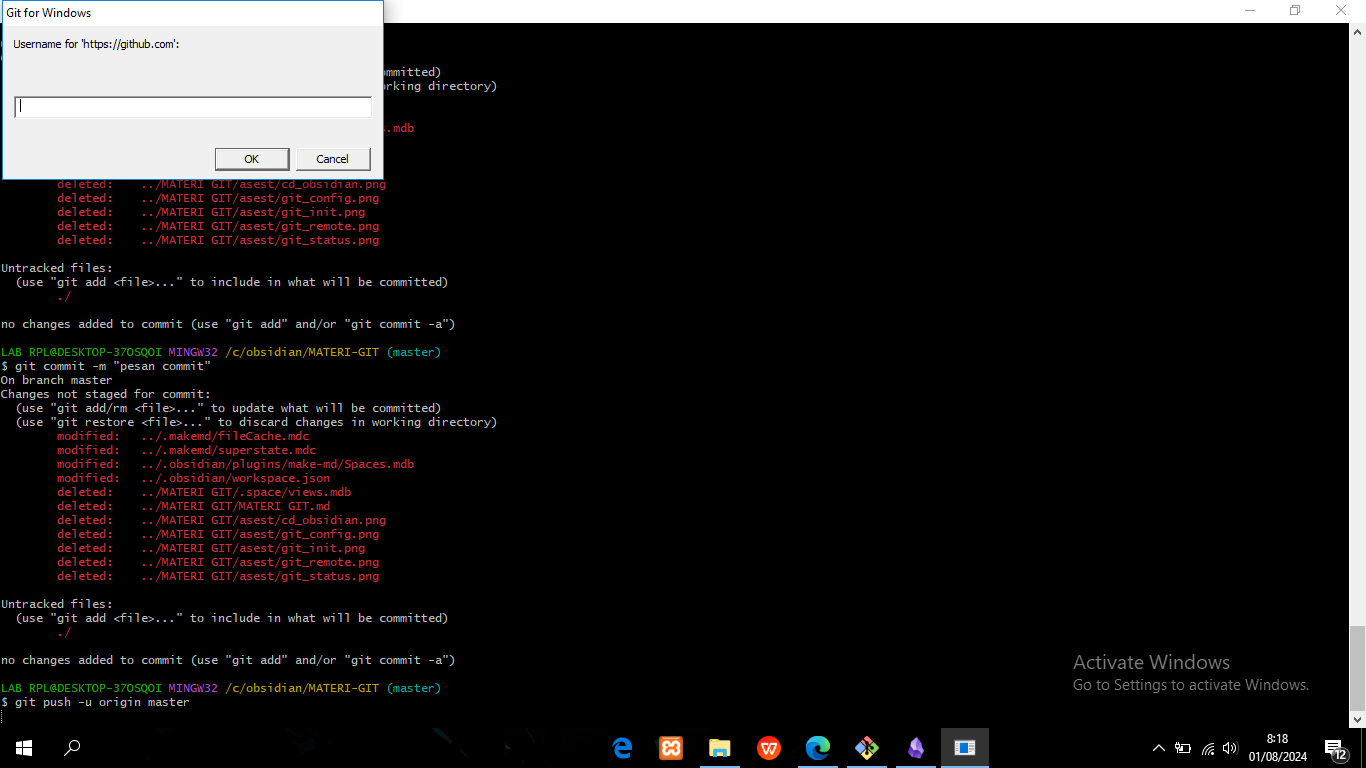 Git for Windows
Username for 'https://github.com':
OK
Cancel
ommitted)
rking directory)
.mdb
deleted: ../MATERI GIT/asest/cd_obsidian.png
deleted: ../MATERI GIT/asest/git_config.png
deleted: ../MATERI GIT/asest/git_init.png
deleted: ../MATERI GIT/asest/git_remote.png
deleted: ../MATERI GIT/asest/git_status.png
Untracked files:
(use "git add <file>..." to include in what will be committed)
./
no changes added to commit (use "git add" and/or "git commit -a")
LAB RPL@DESKTOP-37OSQOI MINGW32 /c/obsidian/MATERI-GIT (master)
$ git commit -m "pesan commit"
On branch master
Changes not staged for commit:
(use "git add/rm <file>..." to update what will be committed)
(use "git restore <file>..." to discard changes in working directory)
modified: ../.makemd/fileCache.mdc
modified: ../.makemd/superstate.mdc
modified: ../.obsidian/plugins/make-md/Spaces.mdb
modified: ../.obsidian/workspace.json
deleted: ../MATERI GIT/.space/views.mdb
deleted: ../MATERI GIT/MATERI GIT.md
deleted: ../MATERI GIT/asest/cd_obsidian.png
deleted: ../MATERI GIT/asest/git_config.png
deleted: ../MATERI GIT/asest/git_init.png
deleted: ../MATERI GIT/asest/git_remote.png
deleted: ../MATERI GIT/asest/git_status.png
Untracked files:
(use "git add <file>..." to include in what will be committed)
./
no changes added to commit (use "git add" and/or "git commit -a")
LAB RPL@DESKTOP-37OSQOI MINGW32 /c/obsidian/MATERI-GIT (master)
$ git push -u origin master
Activate Windows
Go to Settings to activate Windows.
8:18
01/08/2024
12